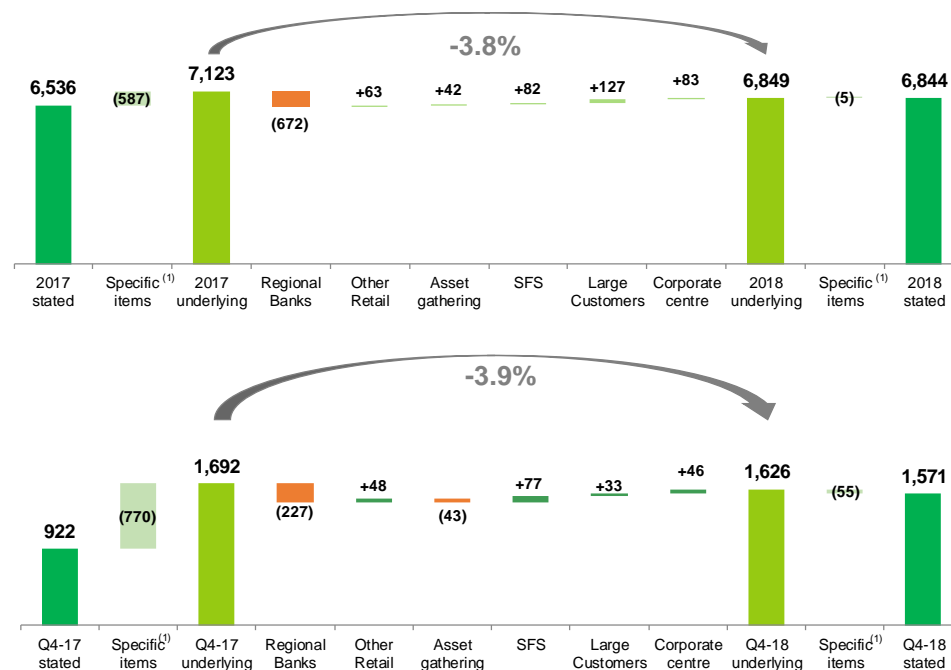 -3.8%
6,536
(587)
7,123
(672)
+63
+42
+82
+127
+83
6,849
(5)
6,844
2017 stated
Specific (1) items
2017 underlying
Regional Banks
Other Retail
Asset gathering
SFS
Large Customers
Corporate centre
2018 underlying
Specific (1) items
2018 stated
-3.9%
922
(770)
1,692
(227)
+48
(43)
+77
+33
+46
1,626
(55)
1,571
Q4-17 stated
Specific(1) items
Q4-17 underlying
Regional Banks
Other Retail
Asset gathering
SFS
Large Customers
Corporate centre
Q4-18 underlying
Specific(1) items
Q4-18 stated